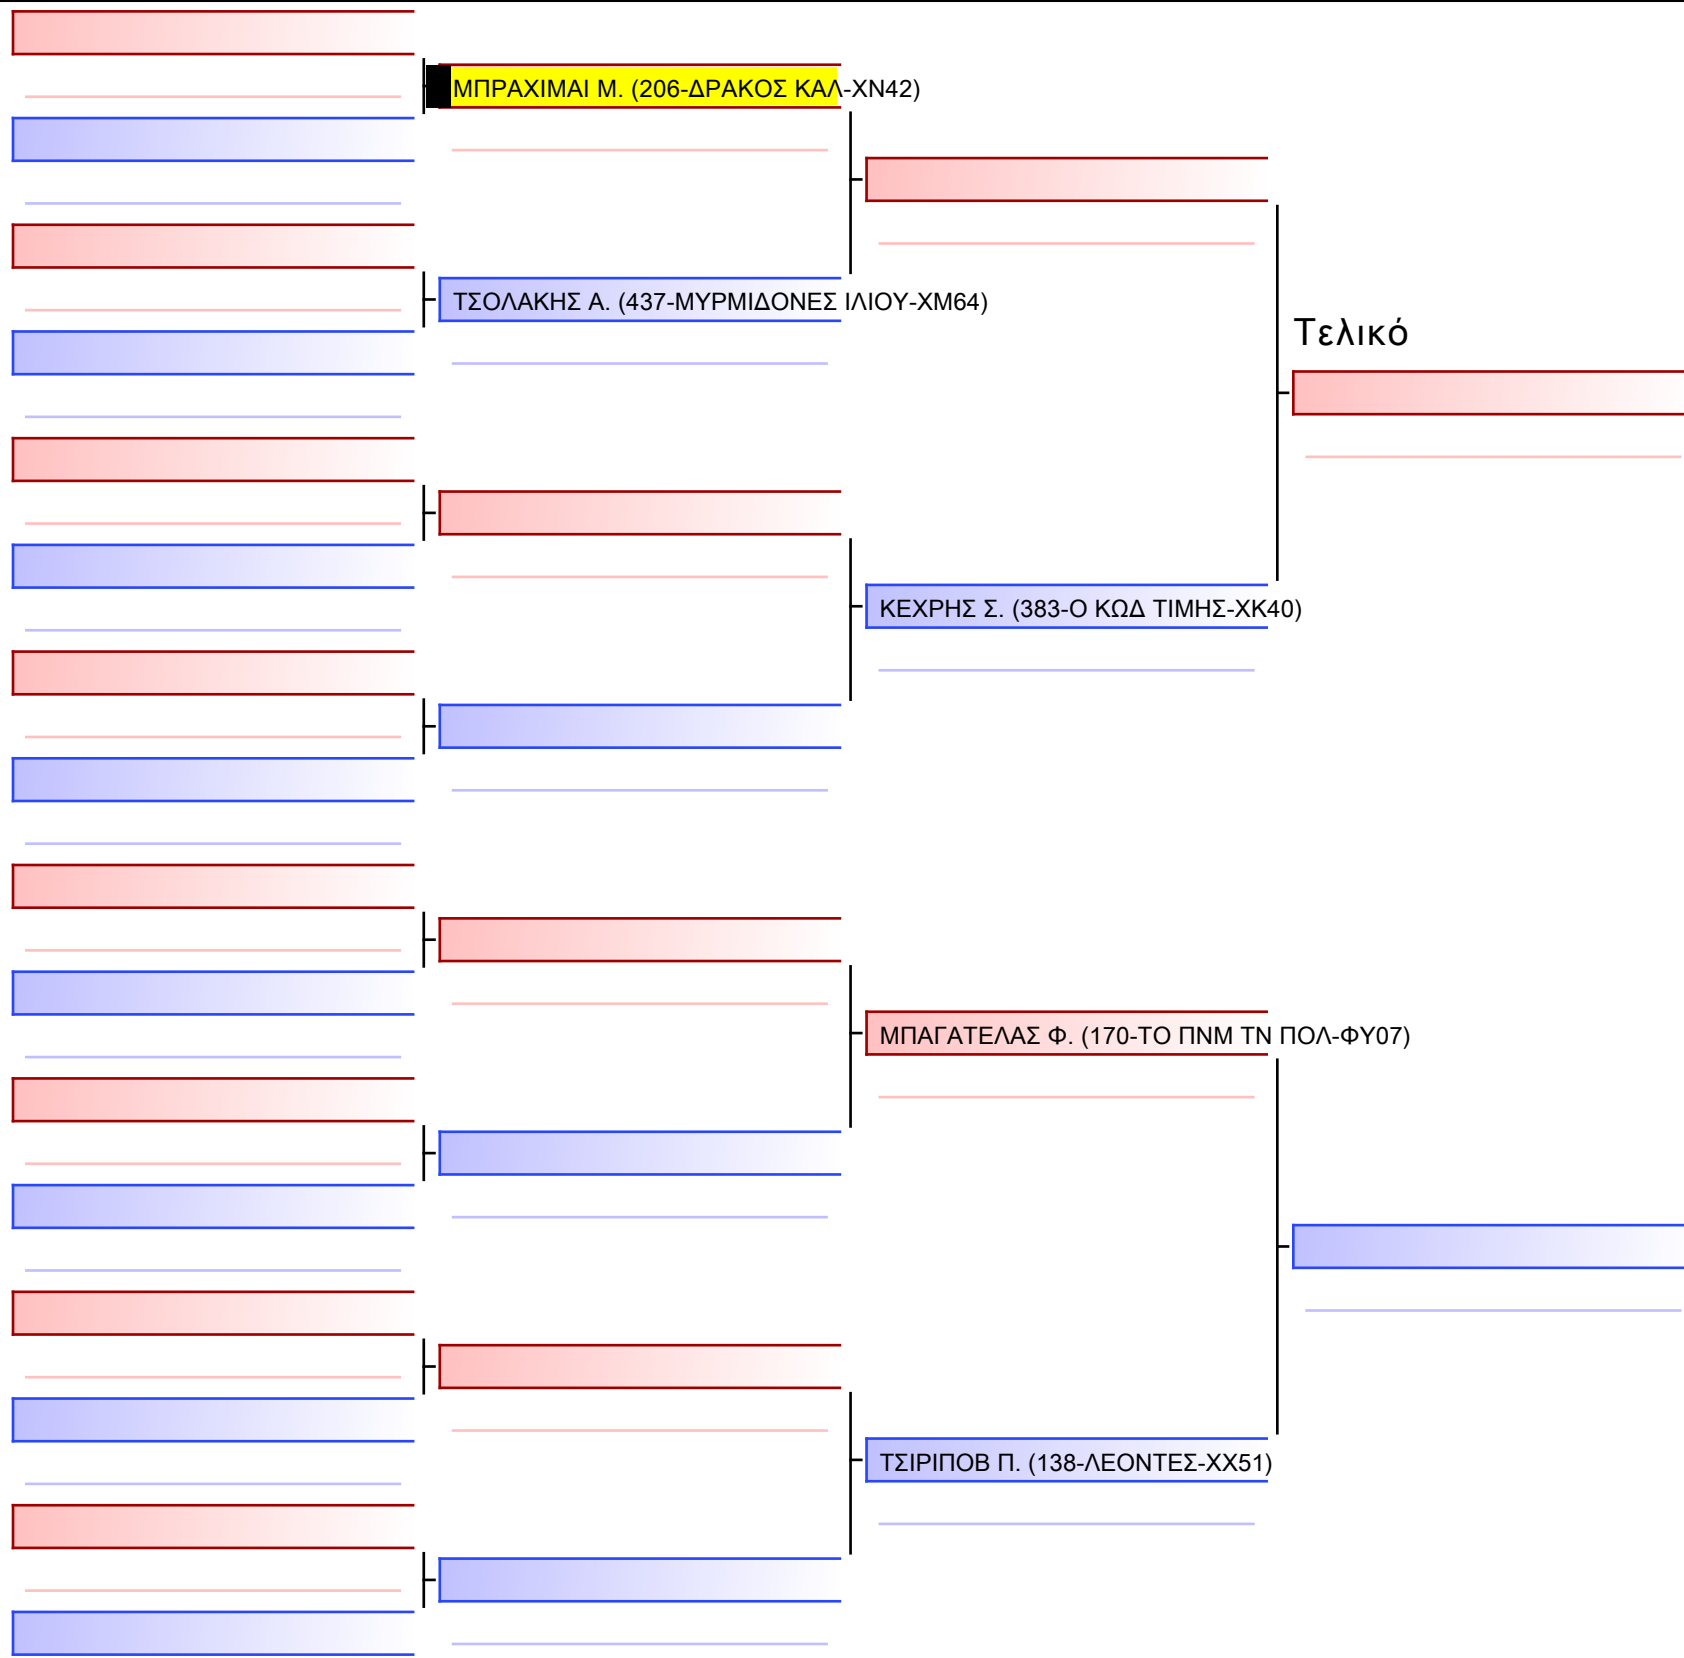 ΜΠΡΑΧΙΜΑΙ Μ. (206-ΔΡΑΚΟΣ ΚΑΛ-ΧΝ42)
ΤΣΟΛΑΚΗΣ Α. (437-ΜΥΡΜΙΔΟΝΕΣ ΙΛΙΟΥ-ΧΜ64)
Τελικό
ΚΕΧΡΗΣ Σ. (383-Ο ΚΩΔ ΤΙΜΗΣ-ΧΚ40)
ΜΠΑΓΑΤΕΛΑΣ Φ. (170-ΤΟ ΠΝΜ ΤΝ ΠΟΛ-ΦΥ07)
ΤΣΙΡΙΠΟΒ Π. (138-ΛΕΟΝΤΕΣ-ΧΧ51)